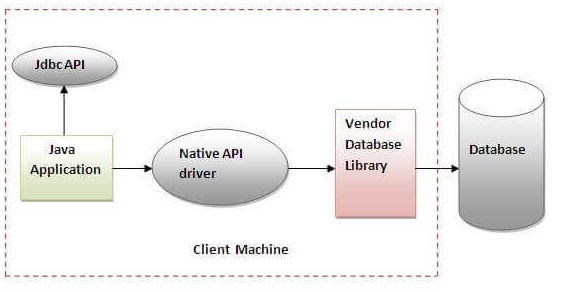 Jdbc API
Java
Application
Native API
driver
Vendor
Database
Library
Database
Client Machine